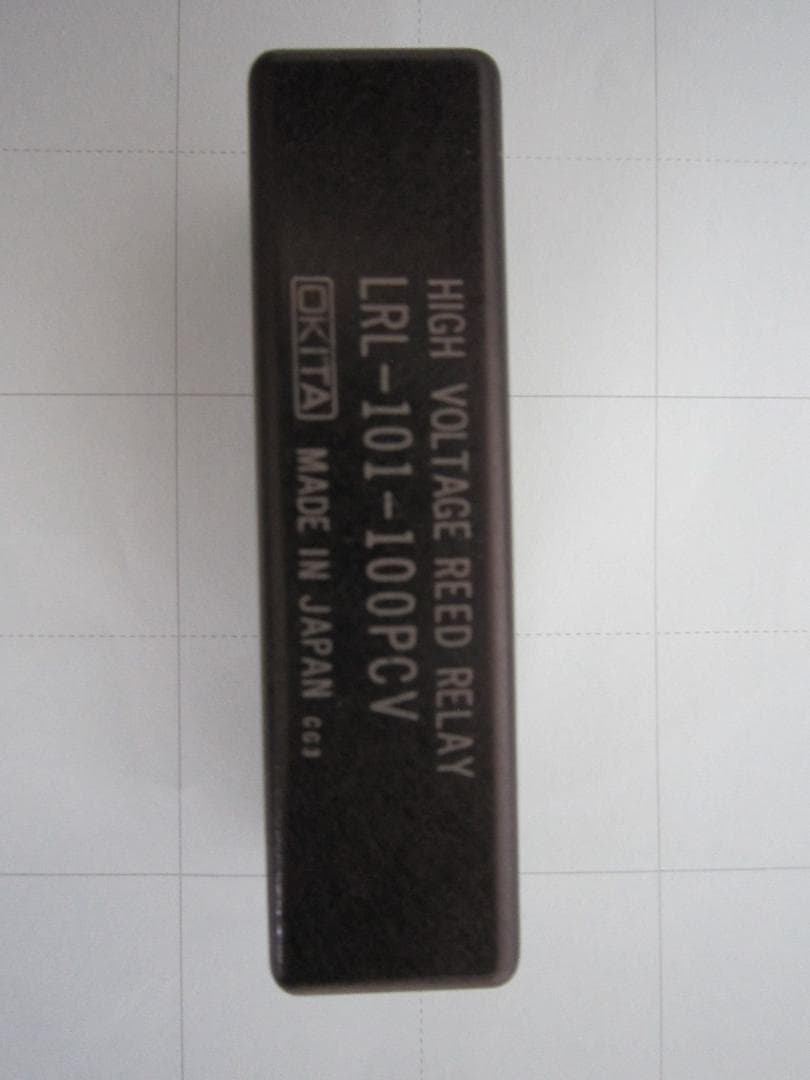 HIGH VOLTAGE REED RELAY
LRL-101-100PCV
OKITA MADE IN JAPAN